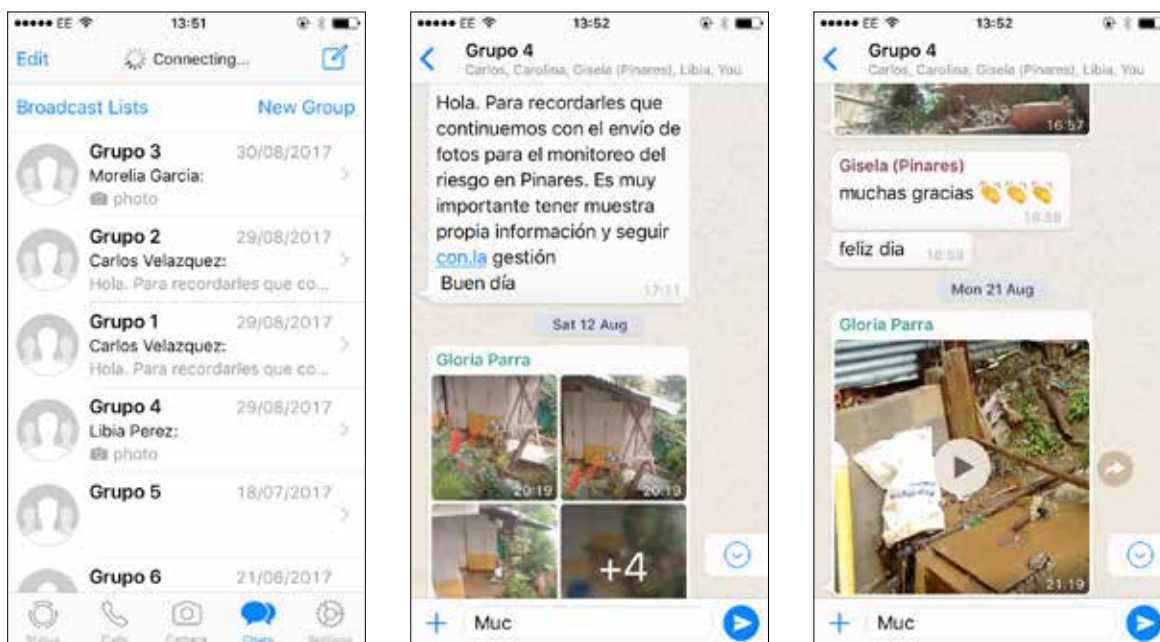 EE 13:51
Edit Connecting...
Broadcast Lists New Group
Grupo 3 30/08/2017
Morelia Garcia:
photo
Grupo 2 29/08/2017
Carlos Velazquez:
Hola. Para recordarles que co...
Grupo 1 29/08/2017
Carlos Velazquez:
Hola. Para recordarles que co...
Grupo 4 29/08/2017
Libia Perez:
photo
Grupo 5 18/07/2017
Grupo 6 21/06/2017
Status Calls Camera Chats Settings
EE 13:52
Grupo 4
Carlos, Carolina, Gisela (Pinares), Libia, You
Hola. Para recordarles que
continuemos con el envío de
fotos para el monitoreo del
riesgo en Pinares. Es muy
importante tener muestra
propia información y seguir
con.la gestión
Buen día
17:11
Sat 12 Aug
Gloria Parra
20:19 20:19
+4
Muc
EE 13:52
Grupo 4
Carlos, Carolina, Gisela (Pinares), Libia, You
16:57
Gisela (Pinares)
muchas gracias 👏👏👏
16:58
feliz dia 16:58
Mon 21 Aug
Gloria Parra
21:19
Muc